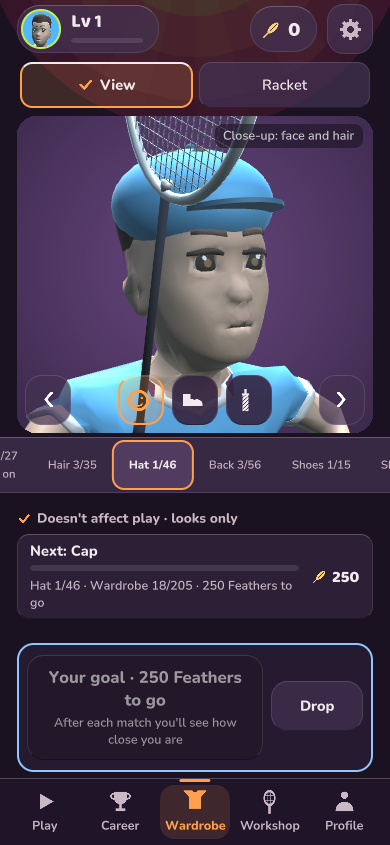 Lv 1
0
View
Racket
Close-up: face and hair
/27
on
Hair 3/35
Hat 1/46
Back 3/56
Shoes 1/15
Doesn't affect play · looks only
Next: Cap
250
Hat 1/46 · Wardrobe 18/205 · 250 Feathers to
go
Your goal · 250 Feathers
to go
After each match you'll see how
close you are
Drop
Play
Career
Wardrobe
Workshop
Profile